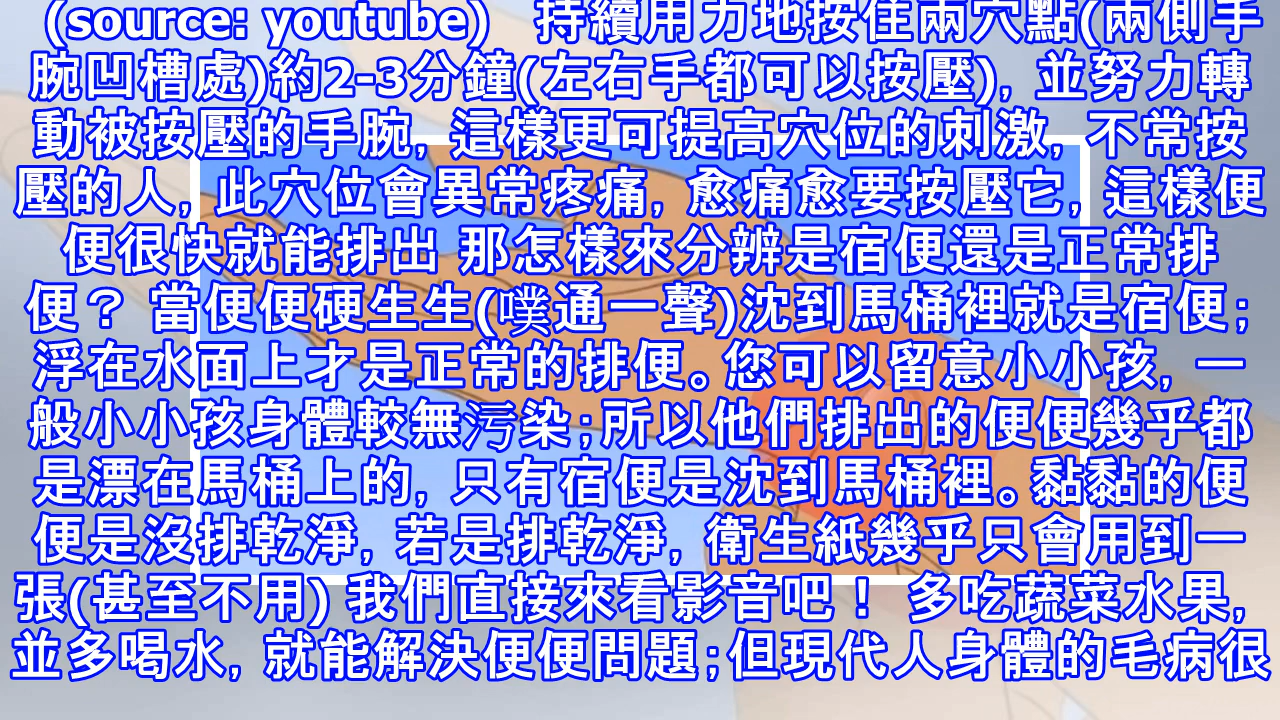 (source: youtube) 持續用力地按住兩穴點(兩側手
腕凹槽處)約2-3分鐘(左右手都可以按壓), 並努力轉
動被按壓的手腕, 這樣更可提高穴位的刺激, 不常按
壓的人, 此穴位會異常疼痛, 愈痛愈要按壓它, 這樣便
便很快就能排出 那怎樣來分辨是宿便還是正常排
便？ 當便便硬生生(噗通一聲)沈到馬桶裡就是宿便;
浮在水面上才是正常的排便。您可以留意小小孩, 一
般小小孩身體較無污染;所以他們排出的便便幾乎都
是漂在馬桶上的, 只有宿便是沈到馬桶裡。黏黏的便
便是沒排乾淨, 若是排乾淨, 衛生紙幾乎只會用到一
張(甚至不用) 我們直接來看影音吧！ 多吃蔬菜水果,
並多喝水, 就能解決便便問題;但現代人身體的毛病很